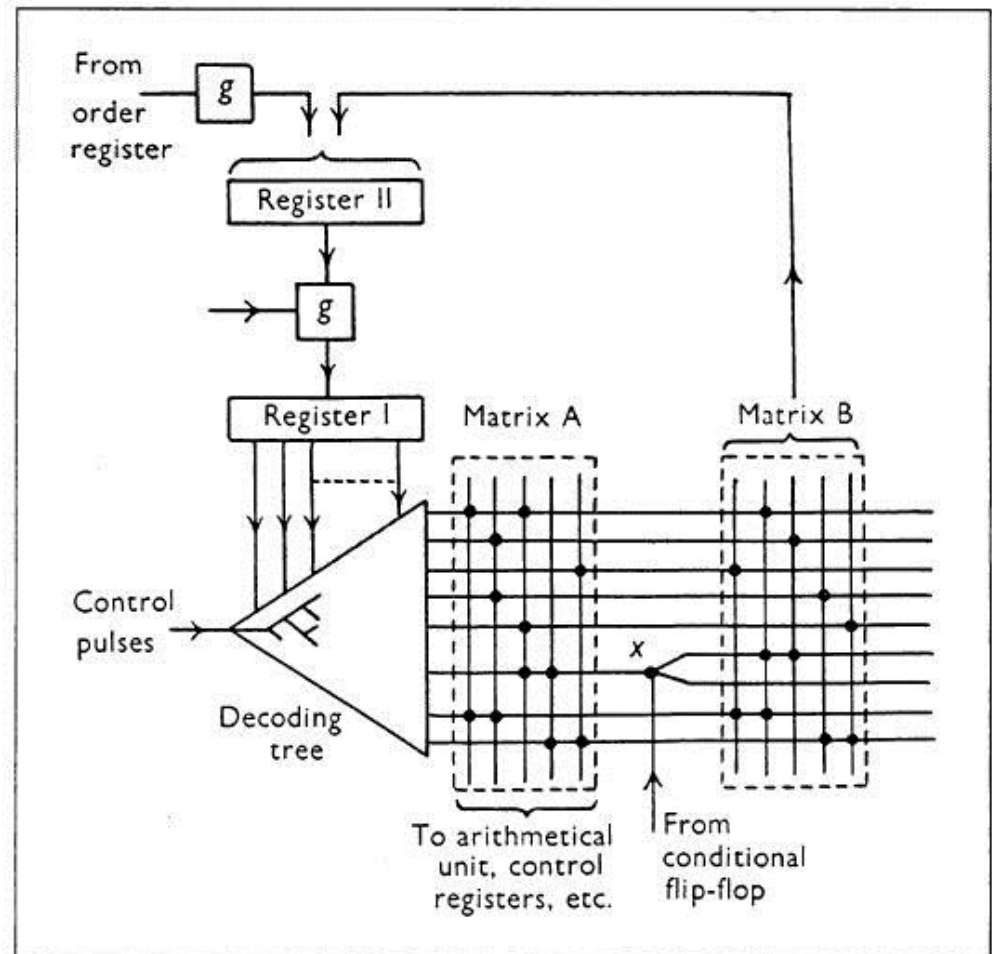 From
order
register
g
Register II
g
Register I
Matrix A
Matrix B
Control
pulses
x
Decoding
tree
To arithmetical
unit, control
registers, etc.
From
conditional
flip-flop